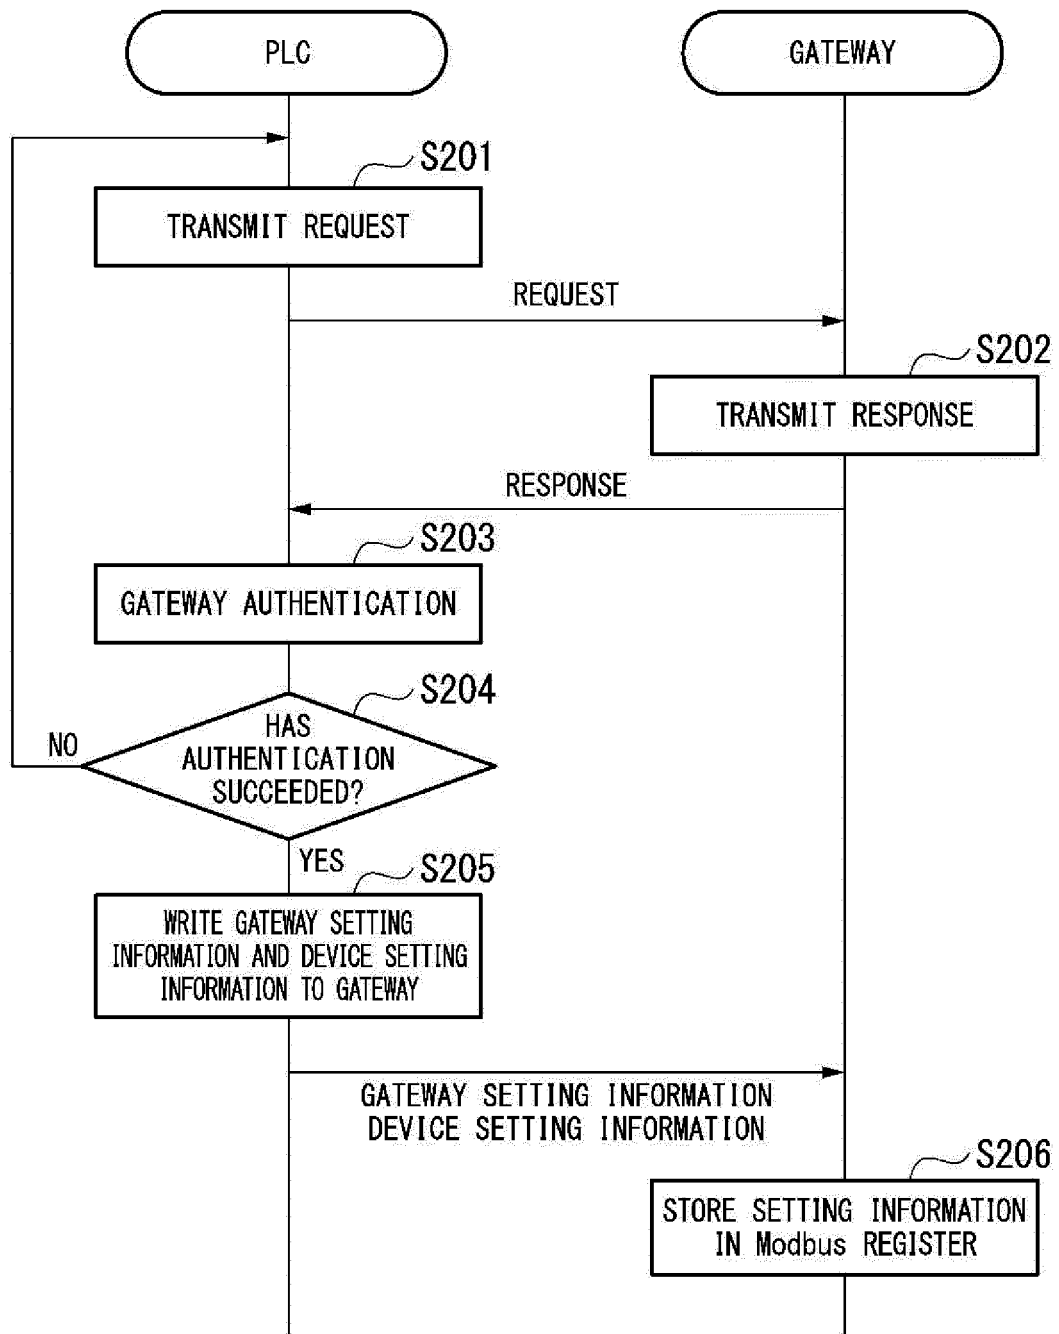 PLC
GATEWAY
S201
TRANSMIT REQUEST
REQUEST
S202
TRANSMIT RESPONSE
RESPONSE
S203
GATEWAY AUTHENTICATION
S204
HAS
AUTHENTICATION
SUCCEEDED?
NO
YES
S205
WRITE GATEWAY SETTING
INFORMATION AND DEVICE SETTING
INFORMATION TO GATEWAY
GATEWAY SETTING INFORMATION
DEVICE SETTING INFORMATION
S206
STORE SETTING INFORMATION
IN Modbus REGISTER